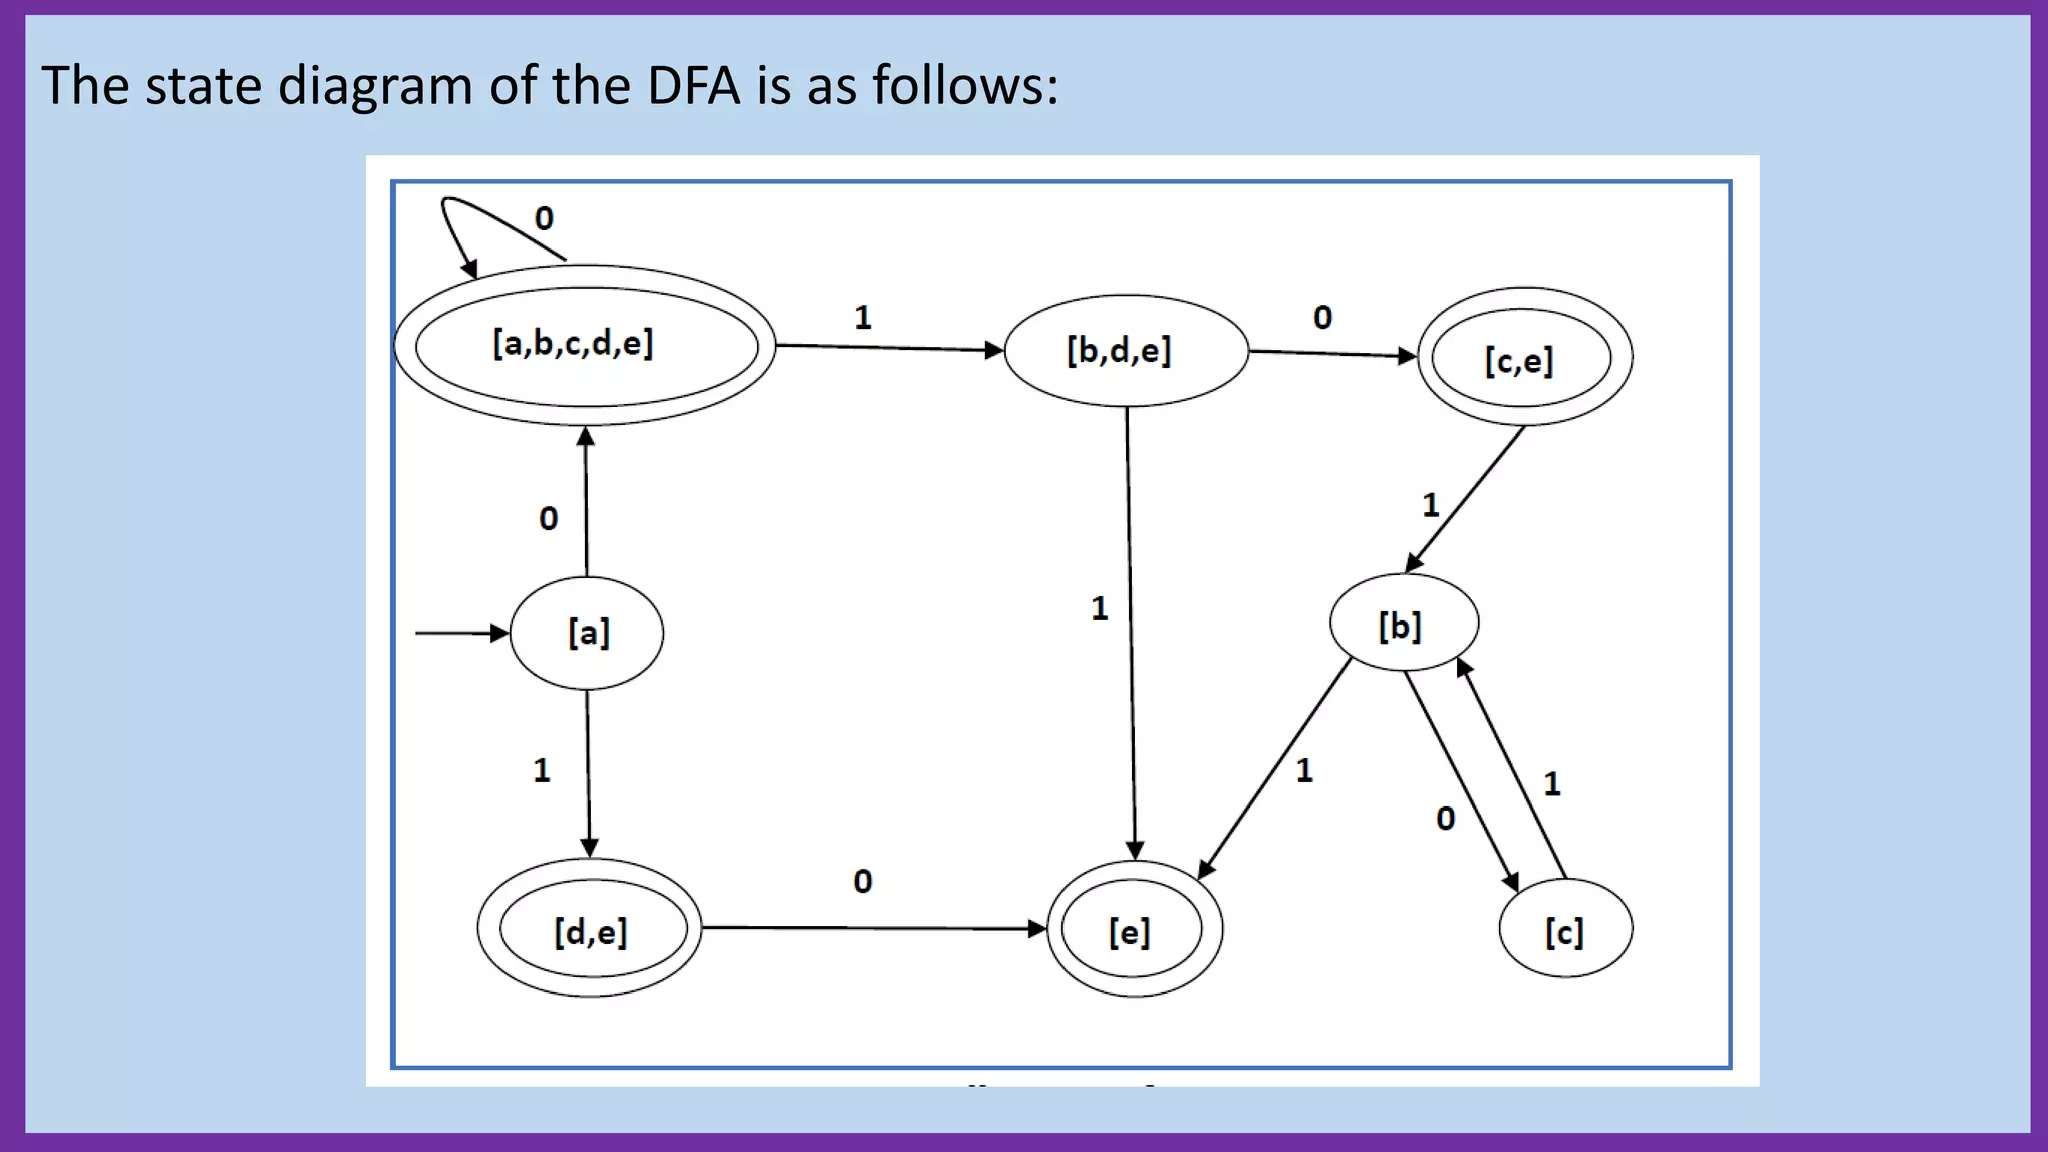 The state diagram of the DFA is as follows:
0
[a,b,c,d,e]
1
[b,d,e]
0
[c,e]
0
1
[a]
1
[b]
1
1
1
0
[d,e]
0
[e]
[c]